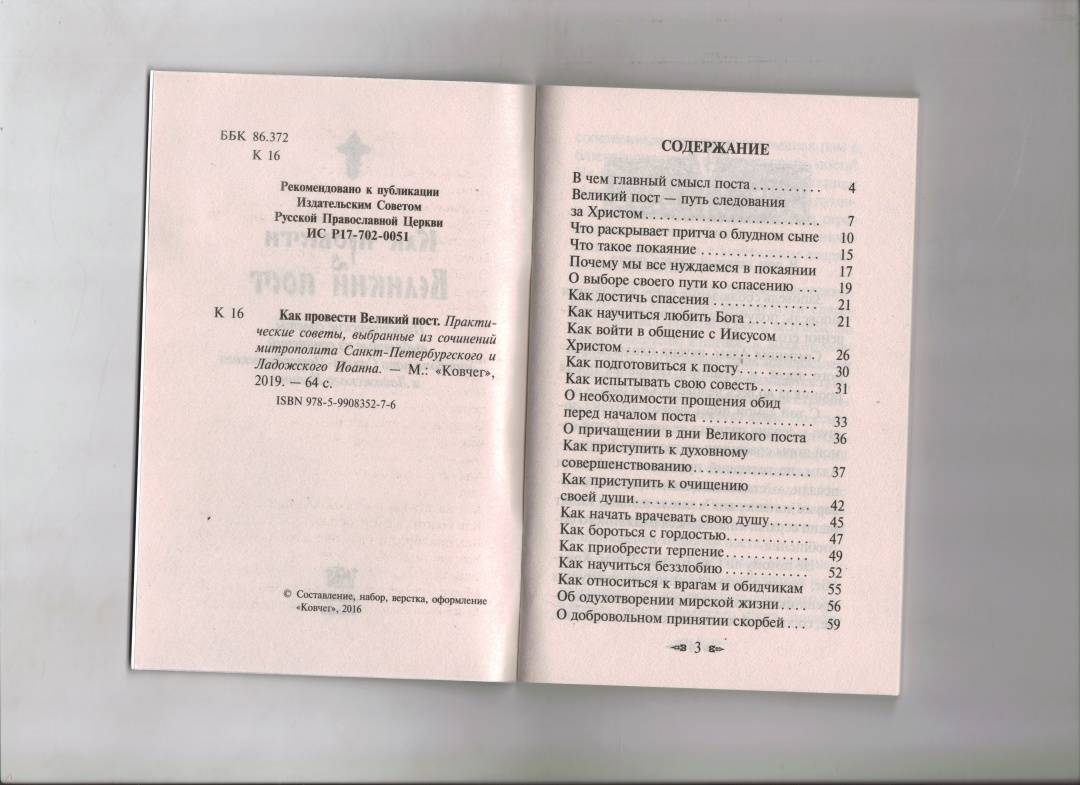 ББК 86.372
К 16
Рекомендовано к публикации
Издательским Советом
Русской Православной Церкви
ИС Р17-702-0051
К 16 Как провести Великий пост. Практи-
ческие советы, выбранные из сочинений
митрополита Санкт-Петербургского и
Ладожского Иоанна. — М.: «Ковчег»,
2019. — 64 с.
ISBN 978-5-9908352-7-6
© Составление, набор, верстка, оформление
«Ковчег», 2016
СОДЕРЖАНИЕ
В чем главный смысл поста .......... 4
Великий пост — путь следования
за Христом .......................... 7
Что раскрывает притча о блудном сыне 10
Что такое покаяние .................. 15
Почему мы все нуждаемся в покаянии 17
О выборе своего пути ко спасению ... 19
Как достичь спасения ................ 21
Как научиться любить Бога ........... 21
Как войти в общение с Иисусом
Христом ............................. 26
Как подготовиться к посту ........... 30
Как испытывать свою совесть ......... 31
О необходимости прощения обид
перед началом поста ................. 33
О причащении в дни Великого поста 36
Как приступить к духовному
совершенствованию ................... 37
Как приступить к очищению
своей души .......................... 42
Как начать врачевать свою душу ...... 45
Как бороться с гордостью ............ 47
Как приобрести терпение ............. 49
Как научиться беззлобию ............. 52
Как относиться к врагам и обидчикам 55
Об одухотворении мирской жизни .... 56
О добровольном принятии скорбей ... 59
3